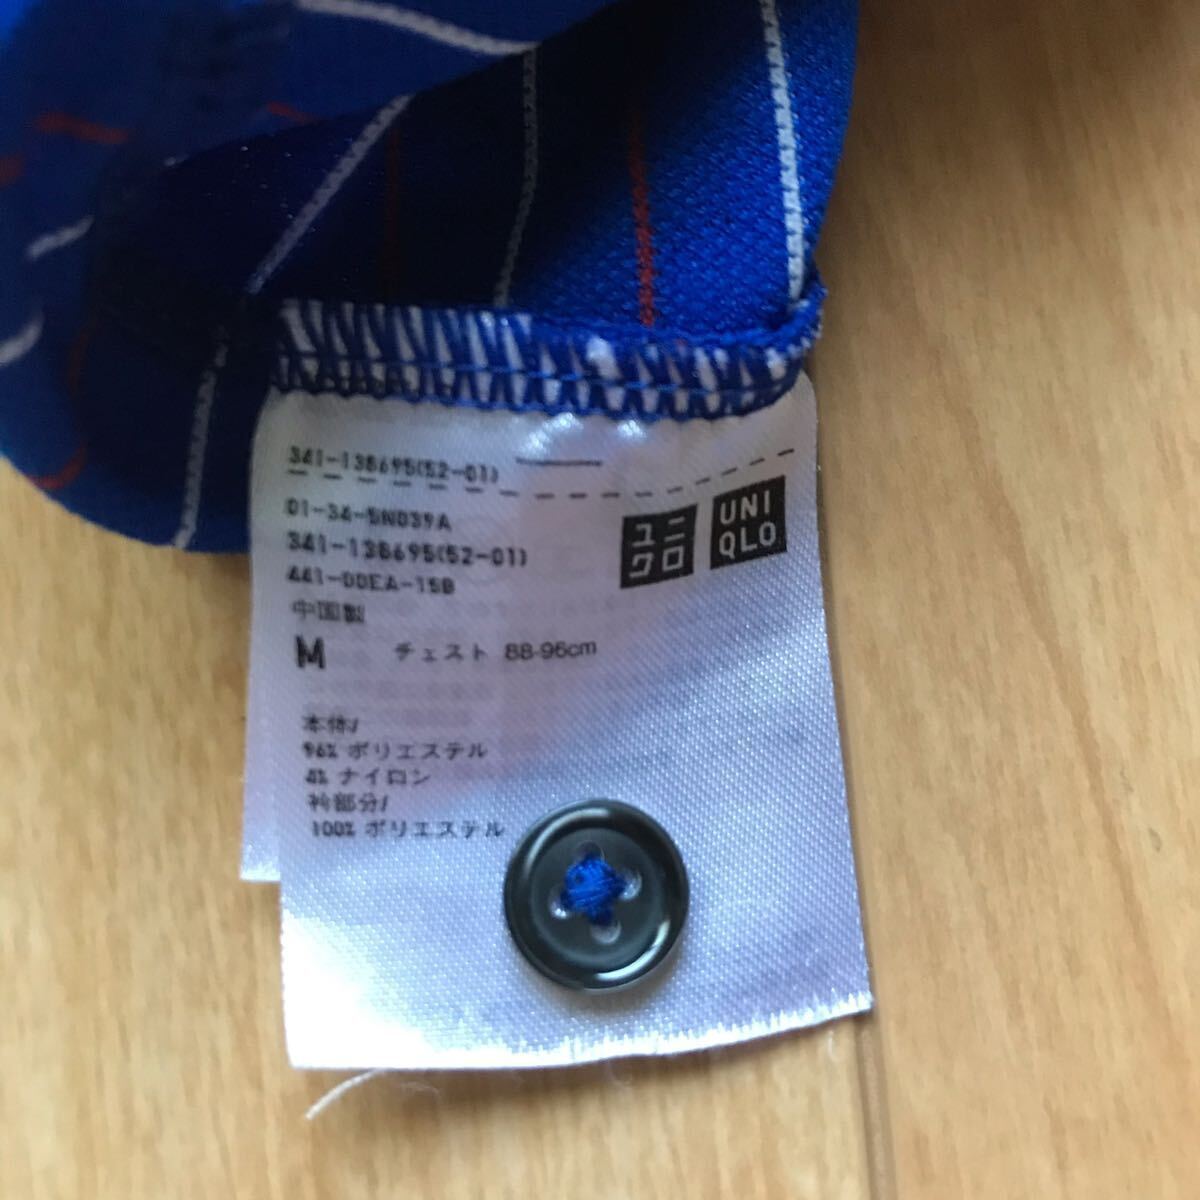 341-138695(52-01)
01-34-5N039A
341-138695(52-01)
441-00EA-15B
中国製
M チェスト 88-96cm
本体/
96% ポリエステル
4% ナイロン
衿部分/
100% ポリエステル
ユニ
クロ
UNI
QLO